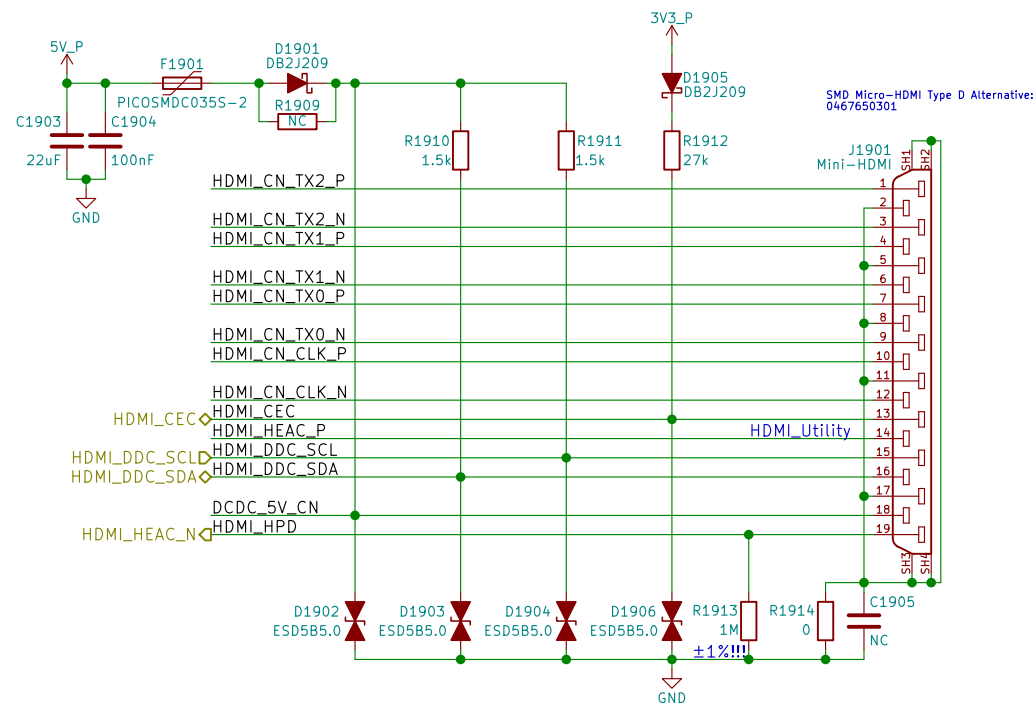 3V3_P
5V_P
F1901
PICOSMDC035S-2
D1901
DB2J209
R1909
NC
D1905
DB2J209
SMD Micro-HDMI Type D Alternative:
0467650301
C1903
22uF
C1904
100nF
GND
R1910
1.5k
R1911
1.5k
R1912
27k
J1901
Mini-HDMI
SH1
SH2
HDMI_CN_TX2_P
1
2
HDMI_CN_TX2_N
3
HDMI_CN_TX1_P
4
5
HDMI_CN_TX1_N
6
HDMI_CN_TX0_P
7
8
HDMI_CN_TX0_N
9
HDMI_CN_CLK_P
10
11
HDMI_CN_CLK_N
12
HDMI_CEC
HDMI_CEC
13
HDMI_HEAC_P
HDMI_Utility
14
HDMI_DDC_SCL
HDMI_DDC_SCL
15
HDMI_DDC_SDA
HDMI_DDC_SDA
16
17
DCDC_5V_CN
18
HDMI_HEAC_N
HDMI_HPD
19
SH3
SH4
D1902
ESD5B5.0
D1903
ESD5B5.0
D1904
ESD5B5.0
D1906
ESD5B5.0
R1913
1M
±1%!!!
R1914
0
C1905
NC
GND